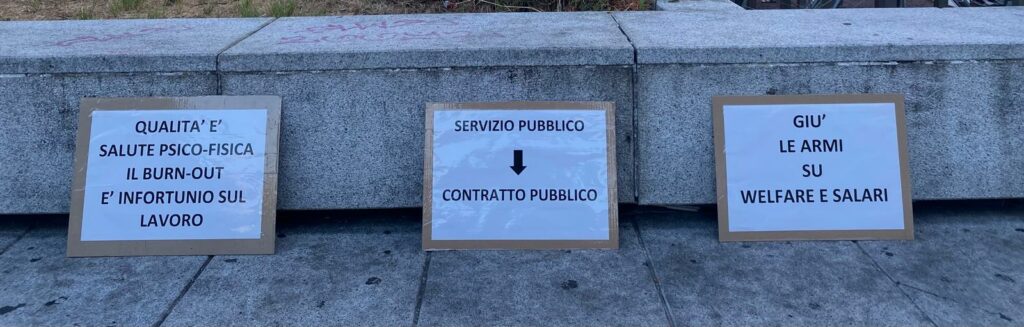 QUALITA' E'
SALUTE PSICO-FISICA
IL BURN-OUT
E' INFORTUNIO SUL
LAVORO
SERVIZIO PUBBLICO
CONTRATTO PUBBLICO
GIU'
LE ARMI
SU
WELFARE E SALARI